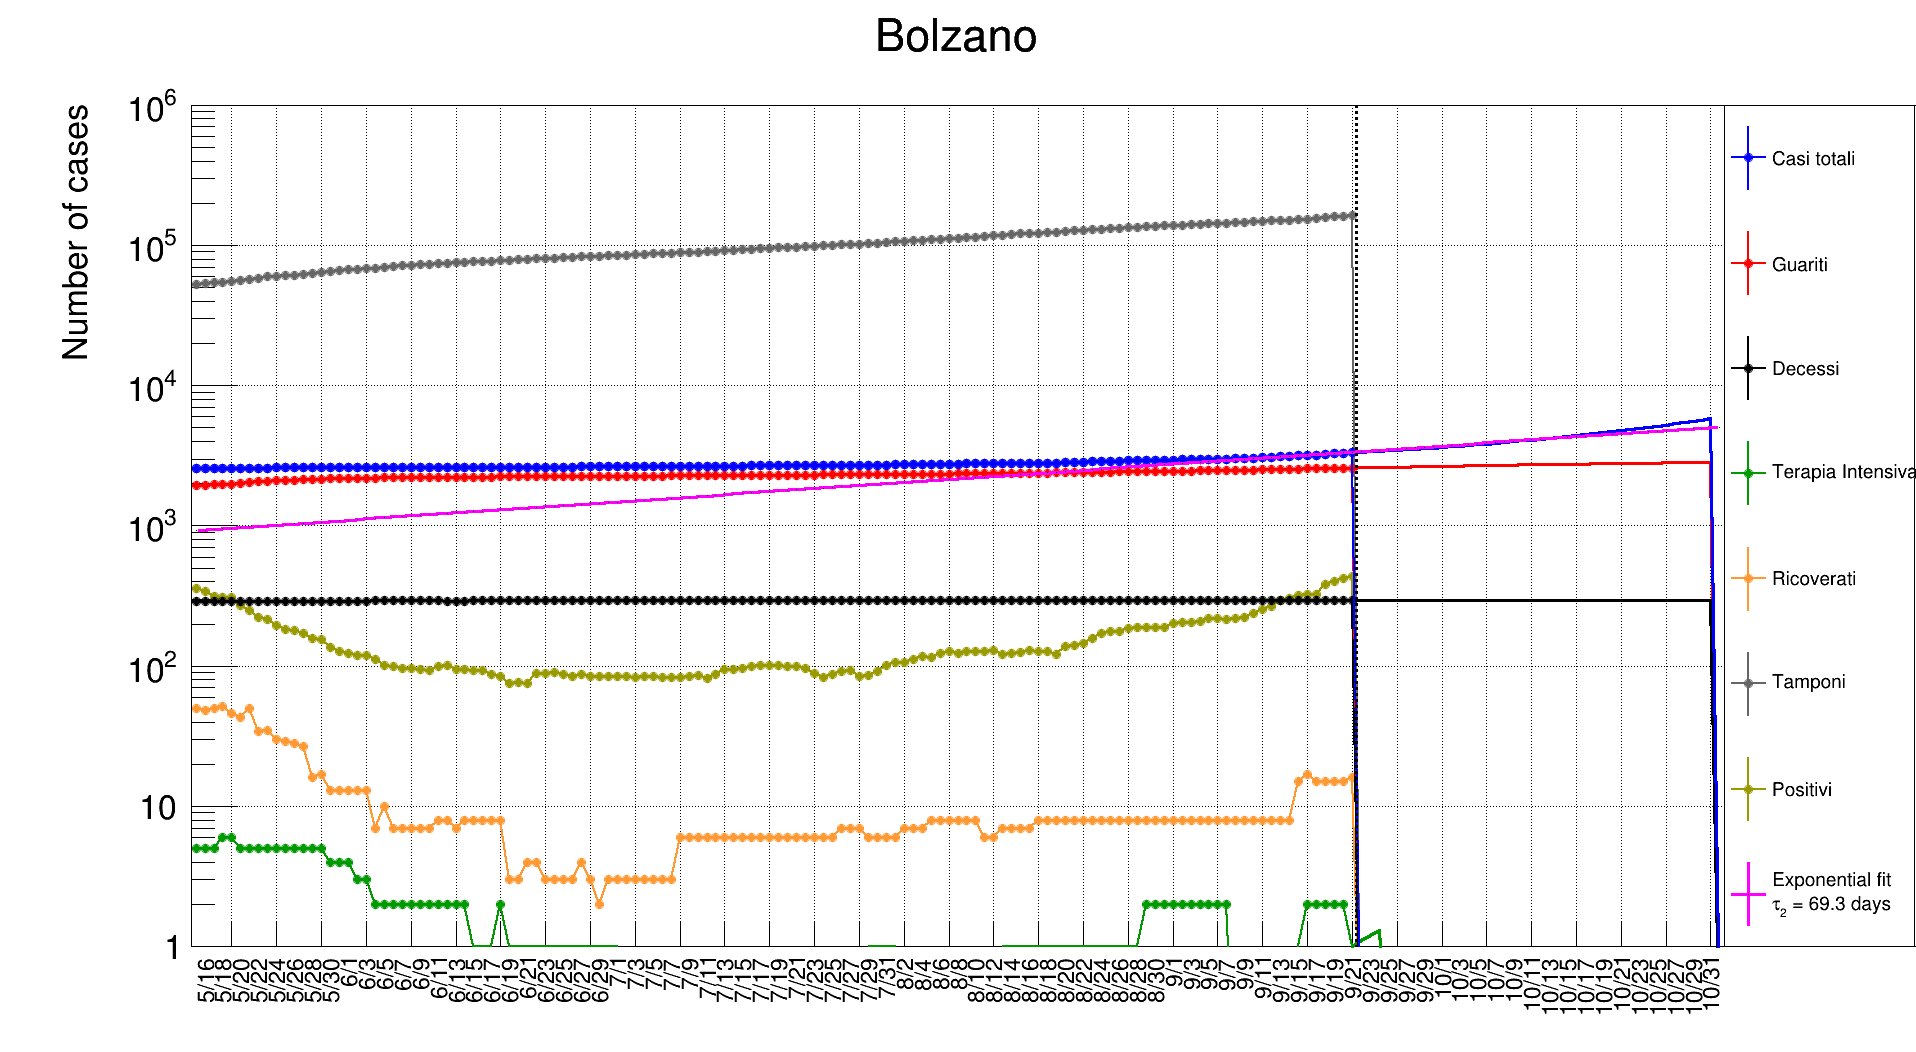 Bolzano
Number of cases
10^6
10^5
10^4
10^3
10^2
10
1
5/16 5/18 5/20 5/22 5/24 5/26 5/28 5/30 6/1 6/3 6/5 6/7 6/9 6/11 6/13 6/15 6/17 6/19 6/21 6/23 6/25 6/27 6/29 7/1 7/3 7/5 7/7 7/9 7/11 7/13 7/15 7/17 7/19 7/21 7/23 7/25 7/27 7/29 7/31 8/2 8/4 8/6 8/8 8/10 8/12 8/14 8/16 8/18 8/20 8/22 8/24 8/26 8/28 8/30 9/1 9/3 9/5 9/7 9/9 9/11 9/13 9/15 9/17 9/19 9/21 9/23 9/25 9/27 9/29 10/1 10/3 10/5 10/7 10/9 10/11 10/13 10/15 10/17 10/19 10/21 10/23 10/25 10/27 10/29 10/31
Casi totali
Guariti
Decessi
Terapia Intensiva
Ricoverati
Tamponi
Positivi
Exponential fit
τ₂ = 69.3 days